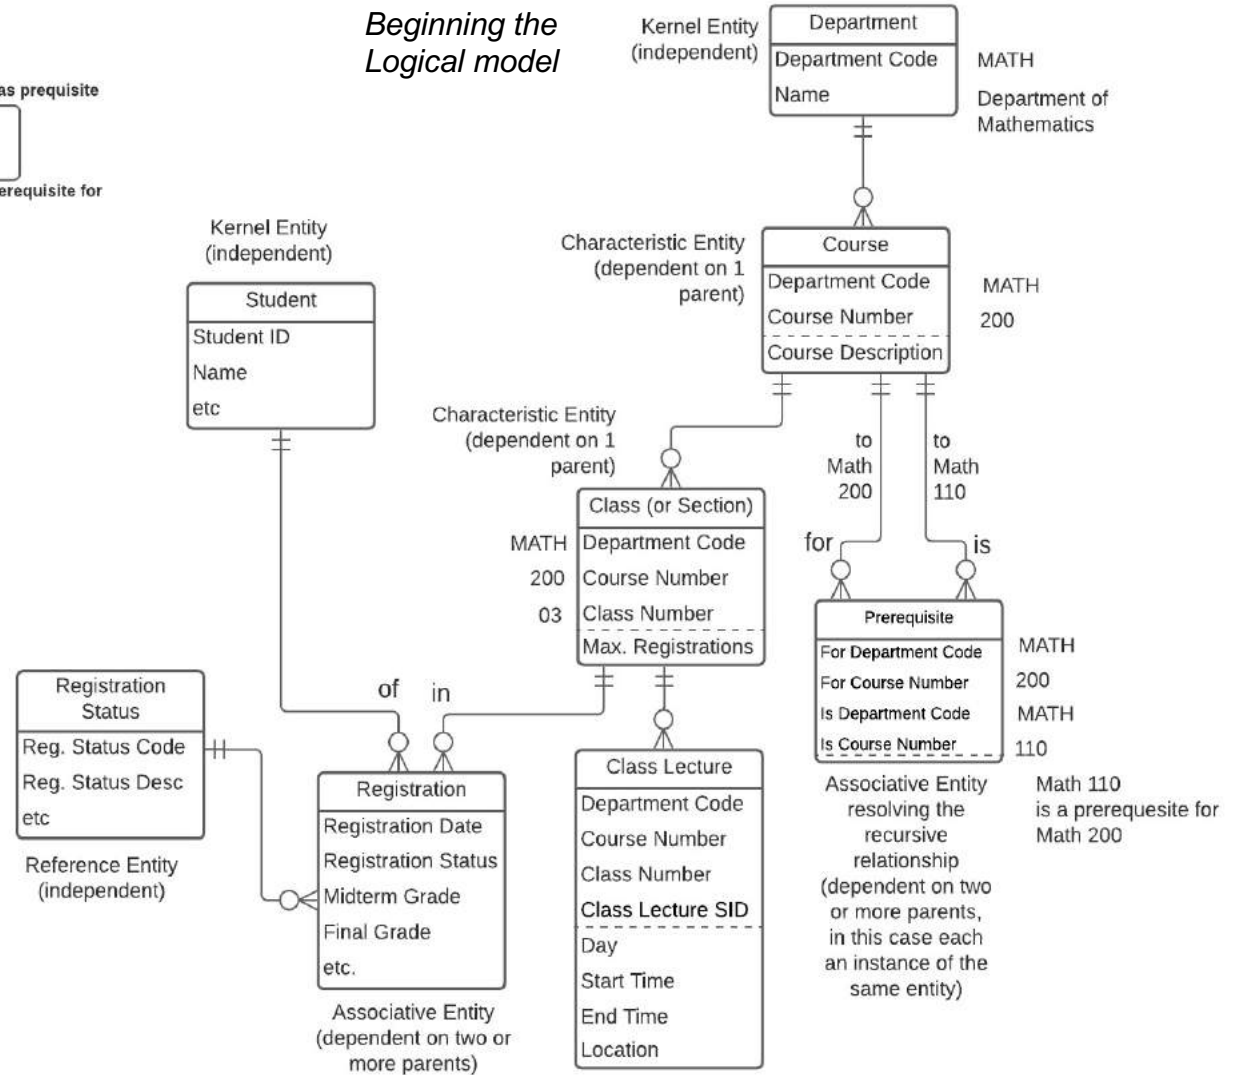 Beginning the
Logical model
as prequisite
erequisite for
Kernel Entity
(independent)
Department
Department Code
Name
MATH
Department of
Mathematics
Characteristic Entity
(dependent on 1
parent)
Course
Department Code
Course Number
Course Description
MATH
200
Kernel Entity
(independent)
Student
Student ID
Name
etc
Characteristic Entity
(dependent on 1
parent)
to
Math
200
to
Math
110
Class (or Section)
Department Code
Course Number
Class Number
Max. Registrations
MATH
200
03
for
is
Prerequisite
For Department Code
For Course Number
Is Department Code
Is Course Number
MATH
200
MATH
110
Associative Entity
resolving the
recursive
relationship
(dependent on two
or more parents,
in this case each
an instance of the
same entity)
Math 110
is a prerequesite for
Math 200
of
in
Registration
Status
Reg. Status Code
Reg. Status Desc
etc
Reference Entity
(independent)
Registration
Registration Date
Registration Status
Midterm Grade
Final Grade
etc.
Associative Entity
(dependent on two or
more parents)
Class Lecture
Department Code
Course Number
Class Number
Class Lecture SID
Day
Start Time
End Time
Location